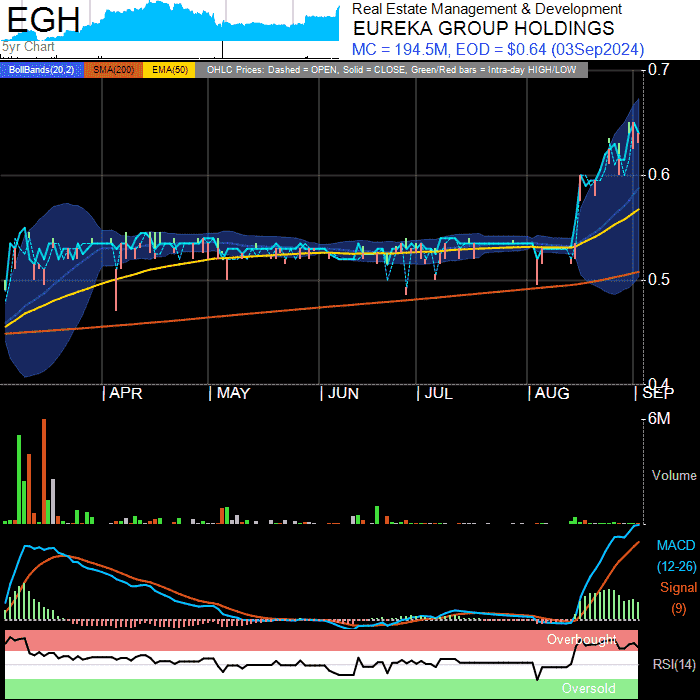 EGH
5yr Chart
Real Estate Management & Development
EUREKA GROUP HOLDINGS
MC = 194.5M, EOD = $0.64 (03Sep2024)
BollBands(20,2) SMA(200) EMA(50) OHLC Prices: Dashed = OPEN, Solid = CLOSE, Green/Red bars = Intra-day HIGH/LOW
0.7
0.6
0.5
0.4
APR MAY JUN JUL AUG SEP
6M
Volume
MACD
(12-26)
Signal
(9)
Overbought
RSI(14)
Oversold